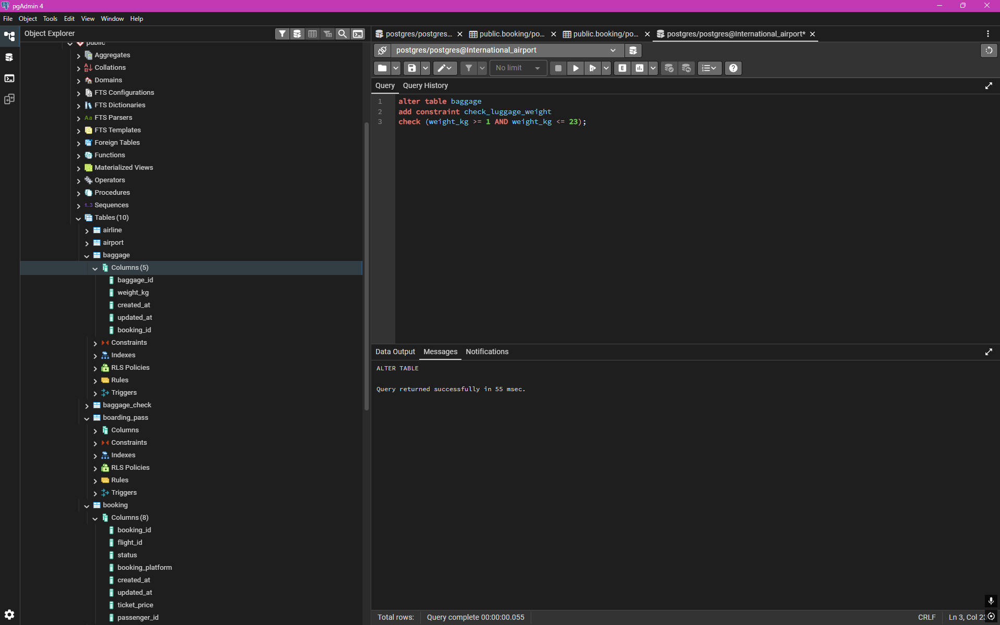 pgAdmin 4
File Object Tools Edit View Window Help
Object Explorer
public
Aggregates
Collations
Domains
FTS Configurations
FTS Dictionaries
Aa FTS Parsers
FTS Templates
Foreign Tables
Functions
Materialized Views
Operators
Procedures
1..3 Sequences
Tables (10)
airline
airport
baggage
Columns (5)
baggage_id
weight_kg
created_at
updated_at
booking_id
Constraints
Indexes
RLS Policies
Rules
Triggers
baggage_check
boarding_pass
Columns
Constraints
Indexes
RLS Policies
Rules
Triggers
booking
Columns (8)
booking_id
flight_id
status
booking_platform
created_at
updated_at
ticket_price
passenger_id
postgres/postgres... public.booking/po... public.booking/po... postgres/postgres@International_airport*
postgres/postgres@International_airport
No limit
E
Query Query History
1 alter table baggage
2 add constraint check_luggage_weight
3 check (weight_kg >= 1 AND weight_kg <= 23);
Data Output Messages Notifications
ALTER TABLE
Query returned successfully in 55 msec.
Total rows: Query complete 00:00:00.055 CRLF Ln 3, Col